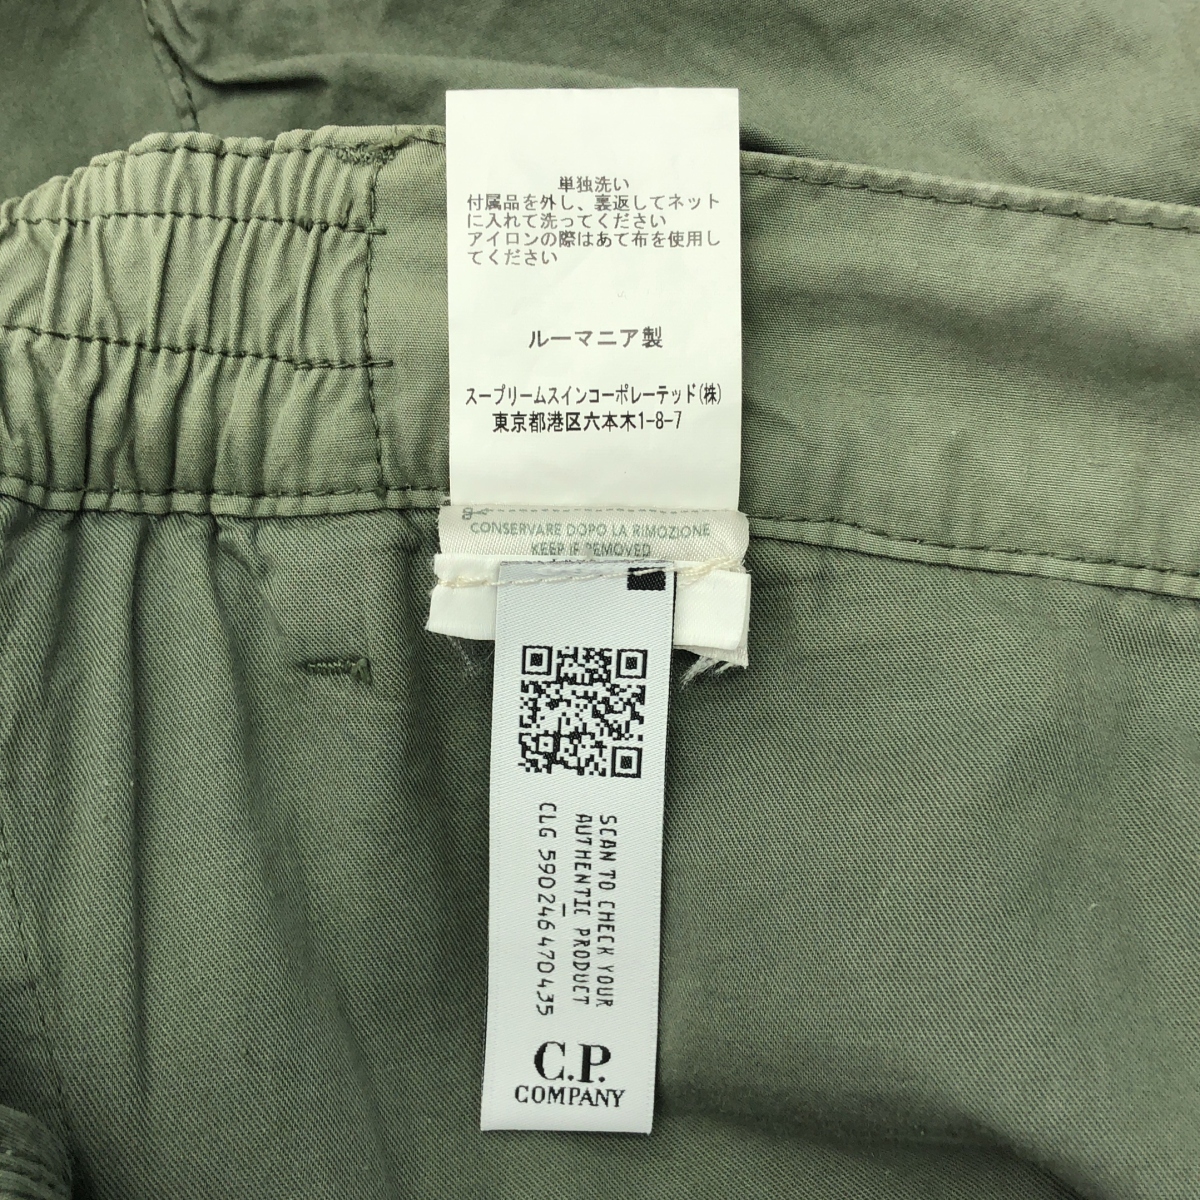 単独洗い
付属品を外し、裏返してネット
に入れて洗ってください
アイロンの際はあて布を使用し
てください
ルーマニア製
スープリームスインコーポレーテッド(株)
東京都港区六本木1-8-7
CONSERVARE DOPO LA RIMOZIONE
KEEP IF REMOVED
SCAN TO CHECK YOUR
AUTHENTIC PRODUCT
CLG 590246470435
C.P.
COMPANY